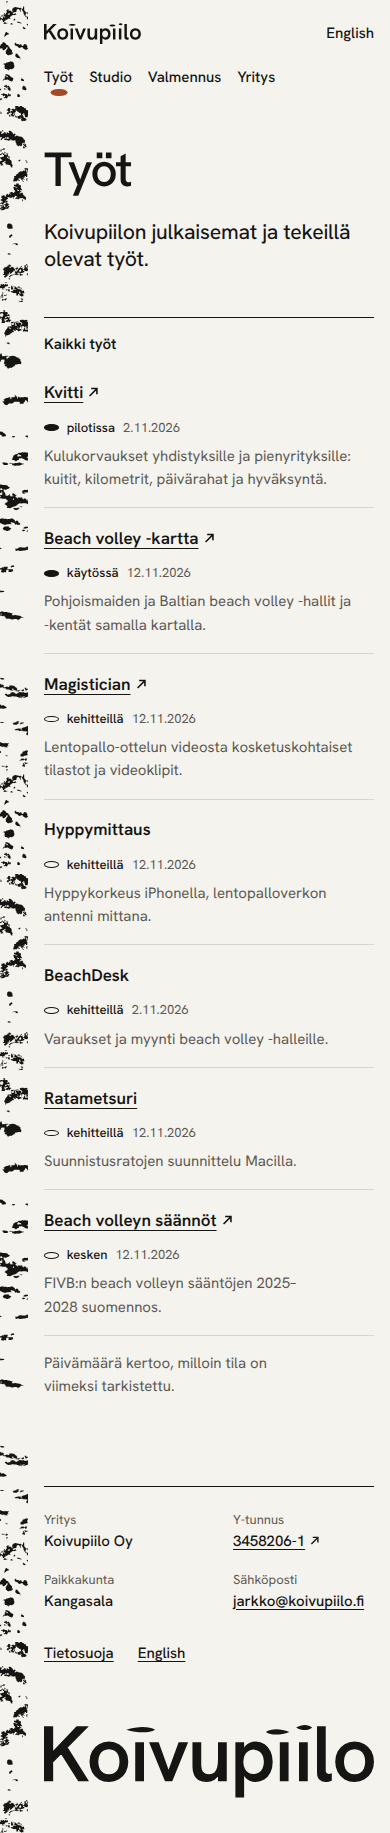 Koivupiilo
English
Työt Studio Valmennus Yritys
Työt
Koivupiilon julkaisemat ja tekeillä
olevat työt.
Kaikki työt
Kvitti ↗
pilotissa 2.11.2026
Kulukorvaukset yhdistyksille ja pienyrityksille:
kuitit, kilometrit, päivärahat ja hyväksyntä.
Beach volley -kartta ↗
käytössä 12.11.2026
Pohjoismaiden ja Baltian beach volley -hallit ja
-kentät samalla kartalla.
Magistician ↗
kehitteillä 12.11.2026
Lentopallo-ottelun videosta kosketuskohtaiset
tilastot ja videoklipit.
Hyppymittaus
kehitteillä 12.11.2026
Hyppykorkeus iPhonella, lentopalloverkon
antenni mittana.
BeachDesk
kehitteillä 2.11.2026
Varaukset ja myynti beach volley -halleille.
Ratametsuri
kehitteillä 12.11.2026
Suunnistusratojen suunnittelu Macilla.
Beach volleyn säännöt ↗
kesken 12.11.2026
FIVB:n beach volleyn sääntöjen 2025–
2028 suomennos.
Päivämäärä kertoo, milloin tila on
viimeksi tarkistettu.
Yritys
Koivupiilo Oy
Y-tunnus
3458206-1 ↗
Paikkakunta
Kangasala
Sähköposti
jarkko@koivupiilo.fi
Tietosuoja English
Koivupiilo